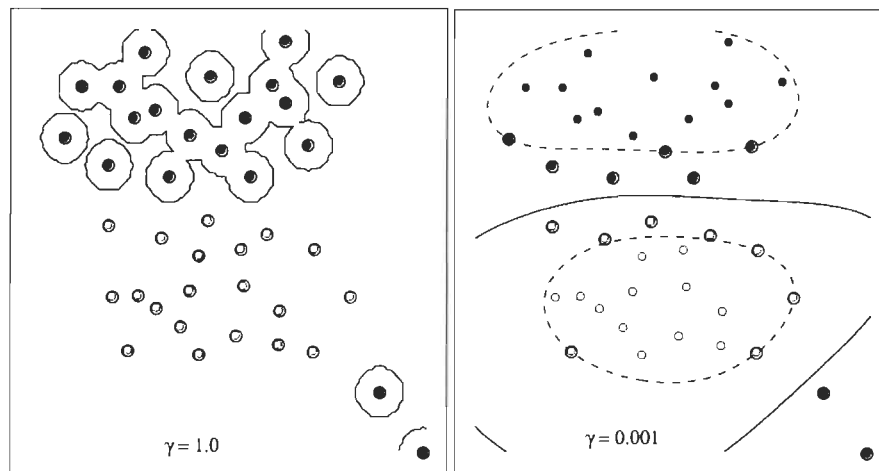 γ = 1.0
γ = 0.001